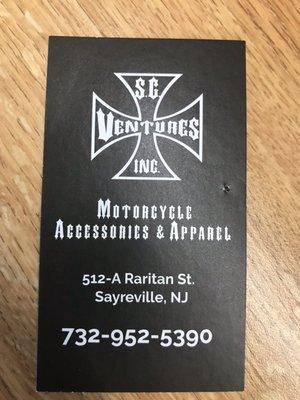 S.E
VENTURES
INC.
MOTORCYCLE
ACCESSORIES & APPAREL
512-A Raritan St.
Sayreville, NJ
732-952-5390